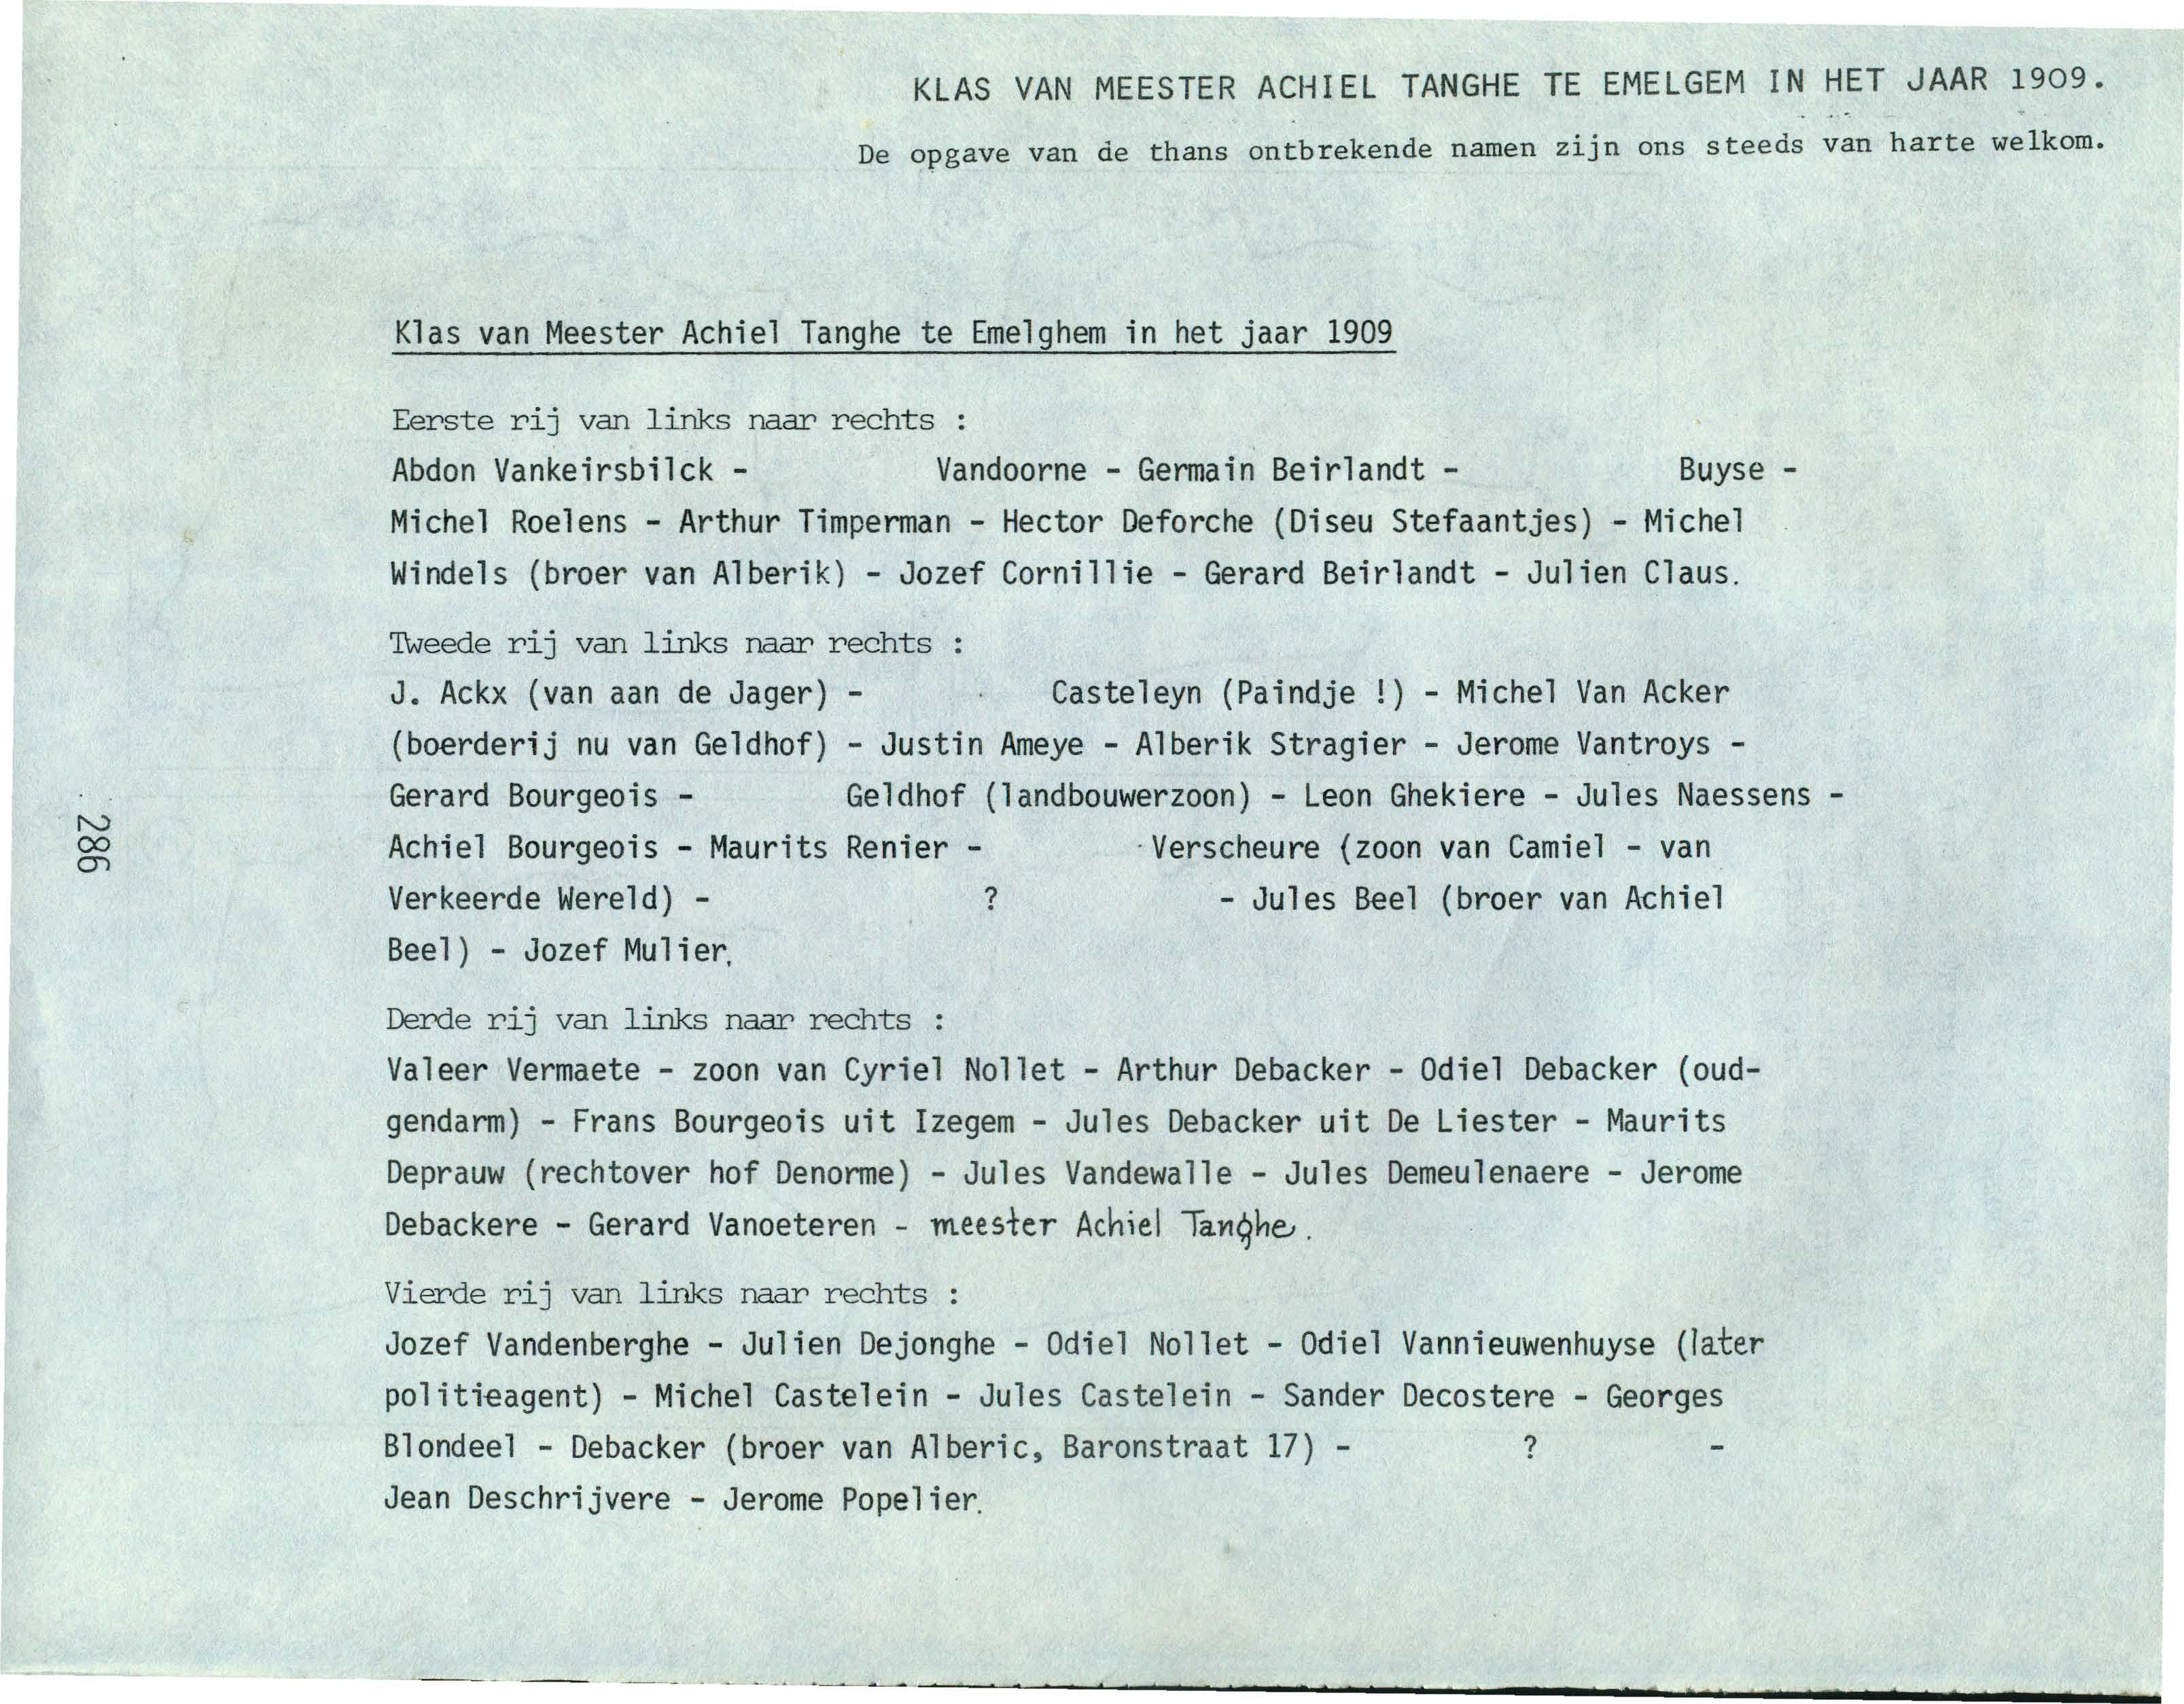 KLAS VAN MEESTER ACHIEL TANGHE TE EMELGEM IN HET JAAR 1909.
De opgave van de thans ontbrekende namen zijn ons steeds van harte welkom.
Klas van Meester Achiel Tanghe te Emelghem in het jaar 1909
Eerste rij van links naar rechts :
Abdon Vankeirsbilck - Vandoorne - Germain Beirlandt - Buyse -
Michel Roelens - Arthur Timperman - Hector Deforche (Diseu Stefaantjes) - Michel
Windels (broer van Alberik) - Jozef Cornillie - Gerard Beirlandt - Julien Claus.
Tweede rij van links naar rechts :
J. Ackx (van aan de Jager) - Casteleyn (Paindje !) - Michel Van Acker
(boerderij nu van Geldhof) - Justin Ameye - Alberik Stragier - Jerome Vantroys -
Gerard Bourgeois - Geldhof (landbouwerzoon) - Leon Ghekiere - Jules Naessens -
Achiel Bourgeois - Maurits Renier - Verscheure (zoon van Camiel - van
Verkeerde Wereld) - ? - Jules Beel (broer van Achiel
Beel) - Jozef Mulier.
Derde rij van links naar rechts :
Valeer Vermaete - zoon van Cyriel Nollet - Arthur Debacker - Odiel Debacker (oud-
gendarm) - Frans Bourgeois uit Izegem - Jules Debacker uit De Liester - Maurits
Deprauw (rechtover hof Denorme) - Jules Vandewalle - Jules Demeulenaere - Jerome
Debackere - Gerard Vanoeteren - meester Achiel Tanghe.
Vierde rij van links naar rechts :
Jozef Vandenberghe - Julien Dejonghe - Odiel Nollet - Odiel Vannieuwenhuyse (later
politieagent) - Michel Castelein - Jules Castelein - Sander Decostere - Georges
Blondeel - Debacker (broer van Alberic, Baronstraat 17) - ? -
Jean Deschrijvere - Jerome Popelier.
286